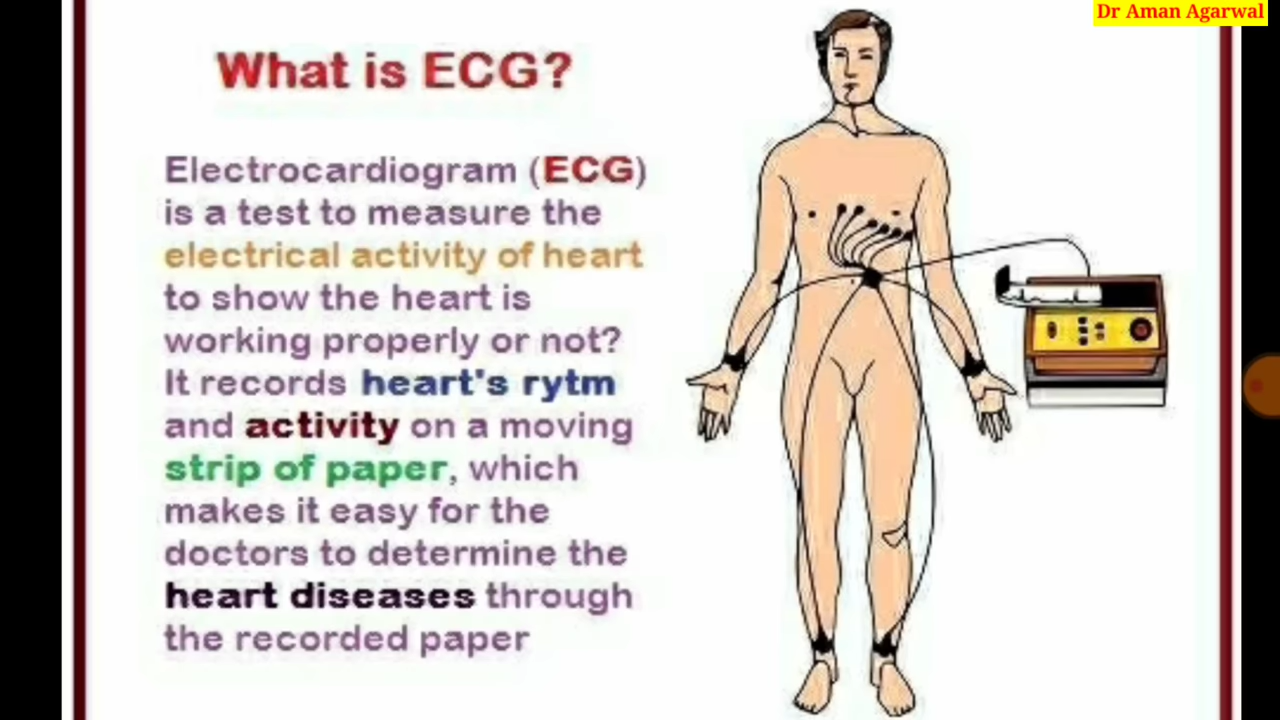 Dr Aman Agarwal
What is ECG?
Electrocardiogram (ECG)
is a test to measure the
electrical activity of heart
to show the heart is
working properly or not?
It records heart's rytm
and activity on a moving
strip of paper, which
makes it easy for the
doctors to determine the
heart diseases through
the recorded paper